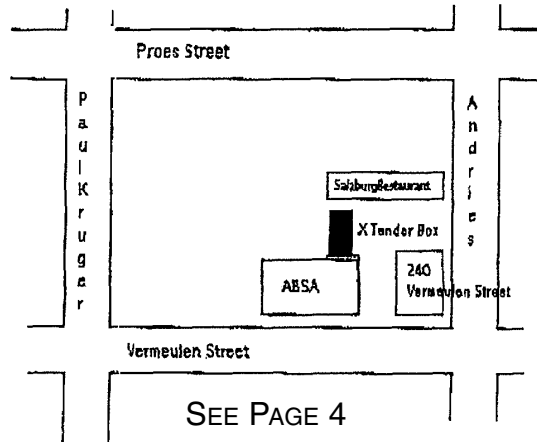 Proes Street
Paul Kruger
Andries
Salzburg Restaurant
X Tender Box
ABSA
240
Vermeulen Street
Vermeulen Street
SEE PAGE 4